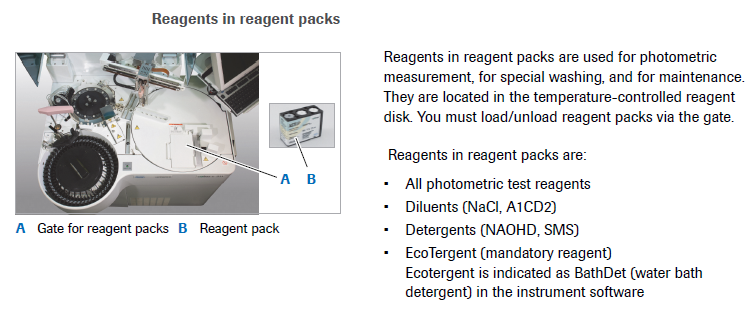 Reagents in reagent packs
A B
A Gate for reagent packs B Reagent pack
Reagents in reagent packs are used for photometric
measurement, for special washing, and for maintenance.
They are located in the temperature-controlled reagent
disk. You must load/unload reagent packs via the gate.
Reagents in reagent packs are:
▪ All photometric test reagents
▪ Diluents (NaCl, A1CD2)
▪ Detergents (NAOHD, SMS)
▪ EcoTergent (mandatory reagent)
Ecotergent is indicated as BathDet (water bath
detergent) in the instrument software